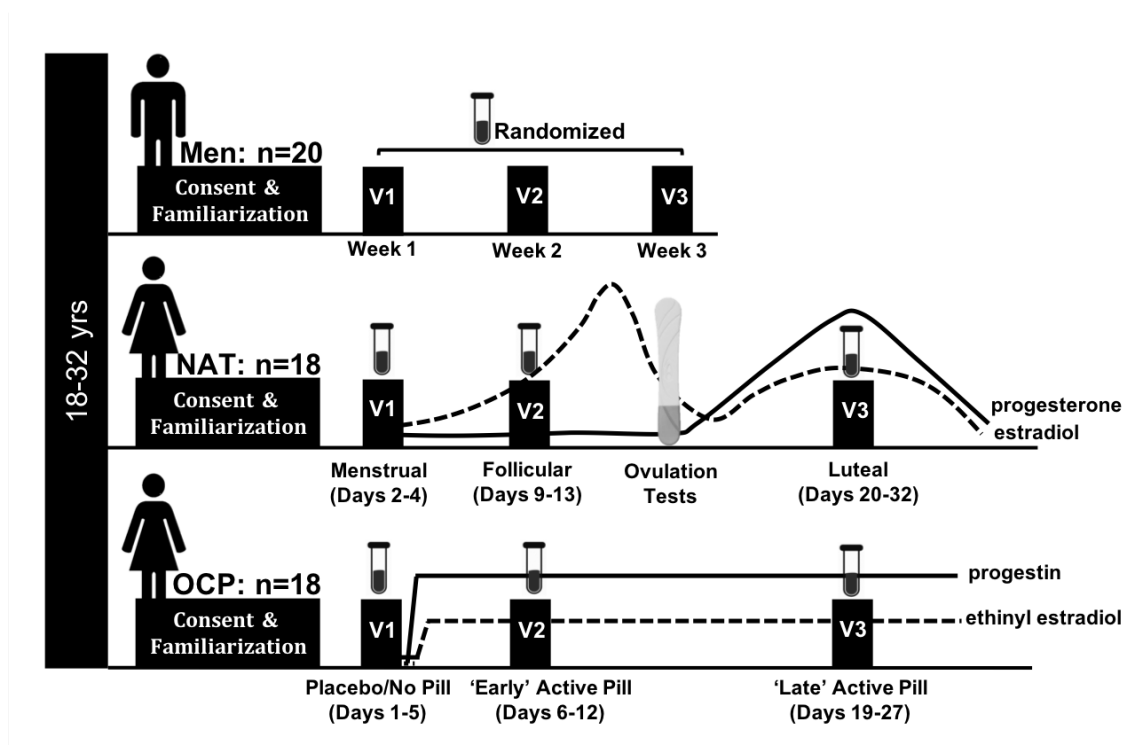 18-32 yrs
Randomized
Men: n=20
Consent &
Familiarization
V1
V2
V3
Week 1
Week 2
Week 3
NAT: n=18
Consent &
Familiarization
V1
V2
V3
progesterone
estradiol
Menstrual
(Days 2-4)
Follicular
(Days 9-13)
Ovulation
Tests
Luteal
(Days 20-32)
OCP: n=18
Consent &
Familiarization
V1
V2
V3
progestin
ethinyl estradiol
Placebo/No Pill
(Days 1-5)
‘Early’ Active Pill
(Days 6-12)
‘Late’ Active Pill
(Days 19-27)